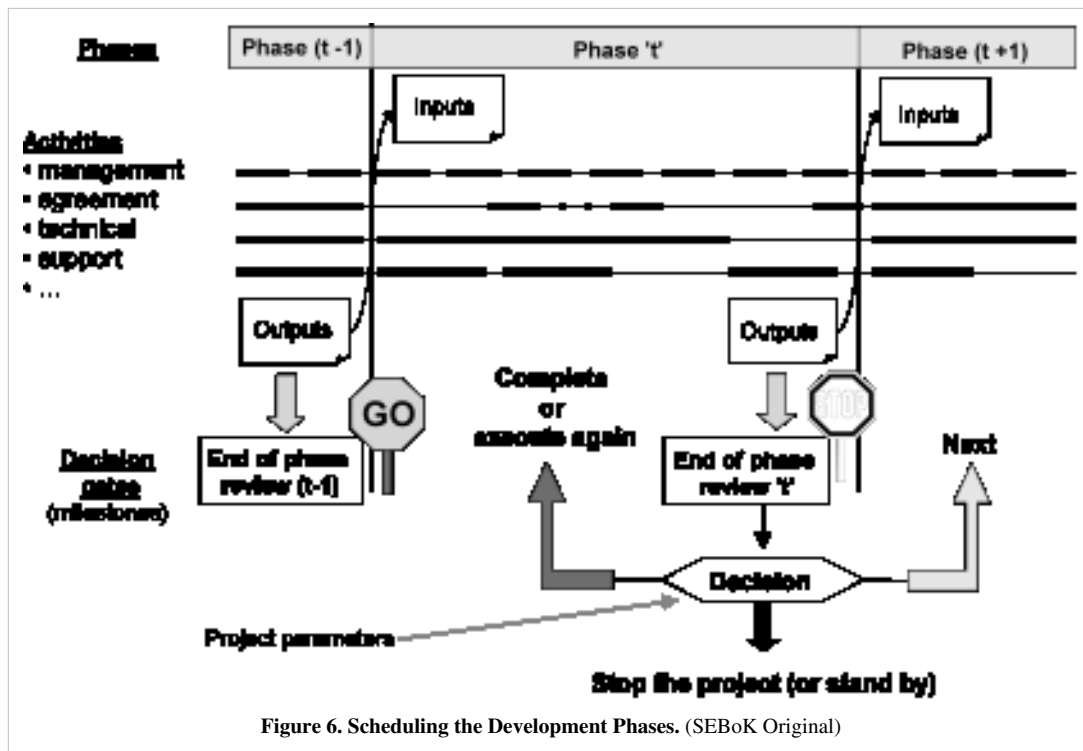 Phases
Phase (t -1)
Phase 't'
Phase (t +1)
Inputs
Inputs
Activities
• management
• agreement
• technical
• support
• ...
Outputs
Outputs
GO
STOP
Complete
or
execute again
Next
Decision
gates
(milestones)
End of phase
review (t-1)
End of phase
review 't'
Decision
Project parameters
Stop the project (or stand by)
Figure 6. Scheduling the Development Phases. (SEBoK Original)